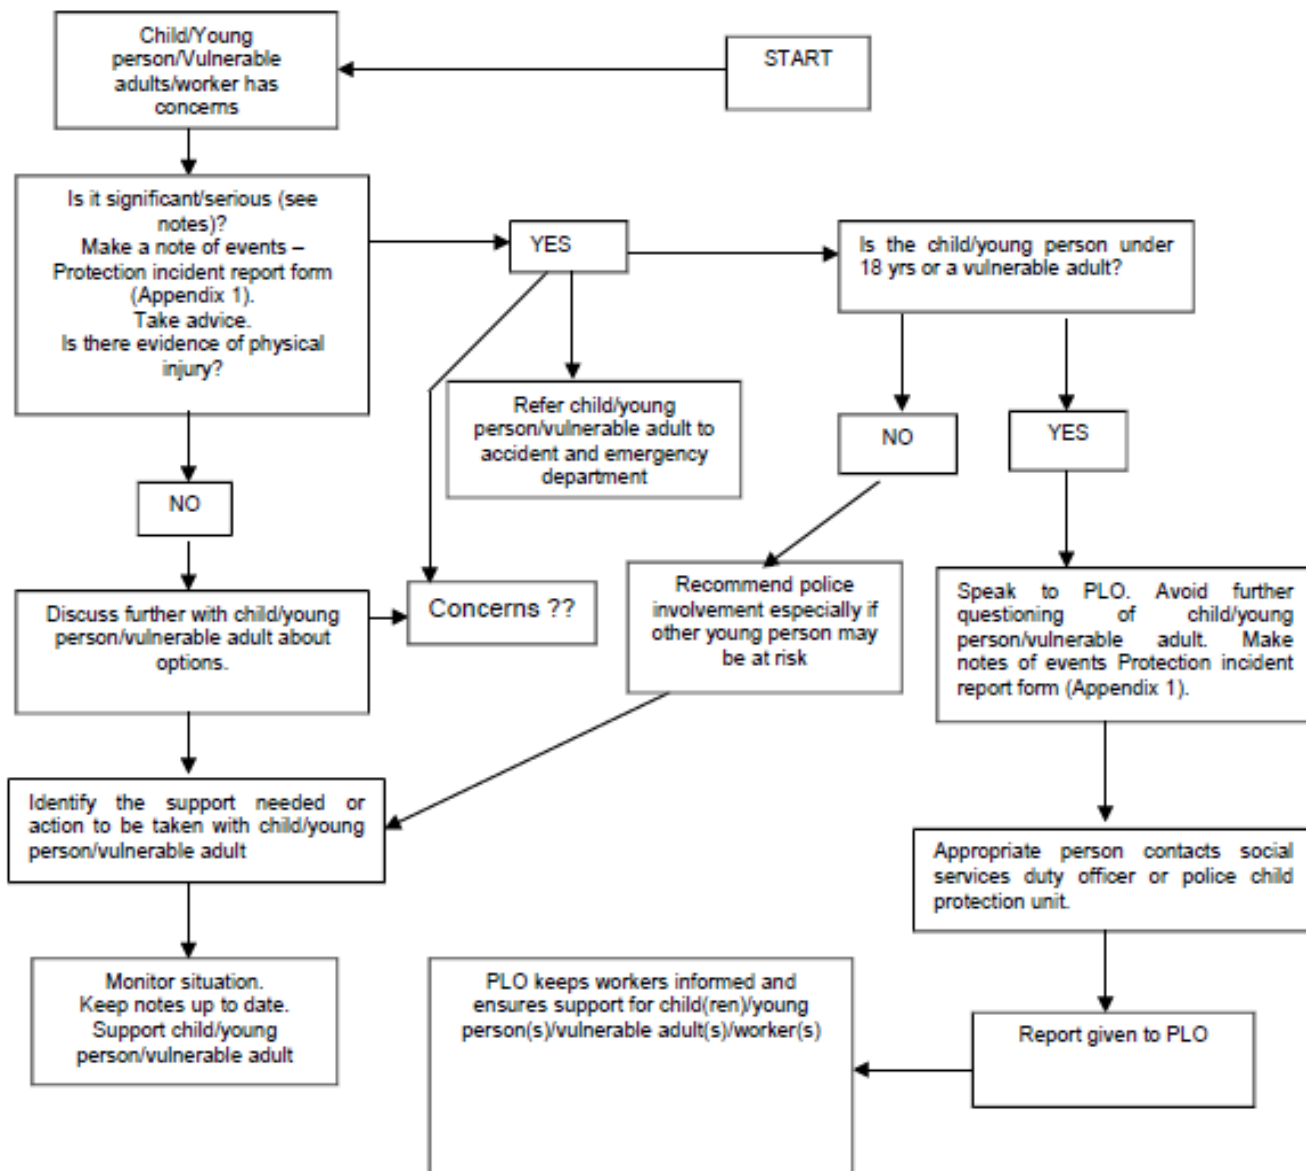 Child/Young
person/Vulnerable
adults/worker has
concerns
START
Is it significant/serious (see
notes)?
Make a note of events –
Protection incident report form
(Appendix 1).
Take advice.
Is there evidence of physical
injury?
YES
Is the child/young person under
18 yrs or a vulnerable adult?
Refer child/young
person/vulnerable adult to
accident and emergency
department
NO
YES
NO
Discuss further with child/young
person/vulnerable adult about
options.
Concerns ??
Recommend police
involvement especially if
other young person may
be at risk
Speak to PLO. Avoid further
questioning of child/young
person/vulnerable adult. Make
notes of events Protection incident
report form (Appendix 1).
Identify the support needed or
action to be taken with child/young
person/vulnerable adult
Appropriate person contacts social
services duty officer or police child
protection unit.
Monitor situation.
Keep notes up to date.
Support child/young
person/vulnerable adult
PLO keeps workers informed and
ensures support for child(ren)/young
person(s)/vulnerable adult(s)/worker(s)
Report given to PLO